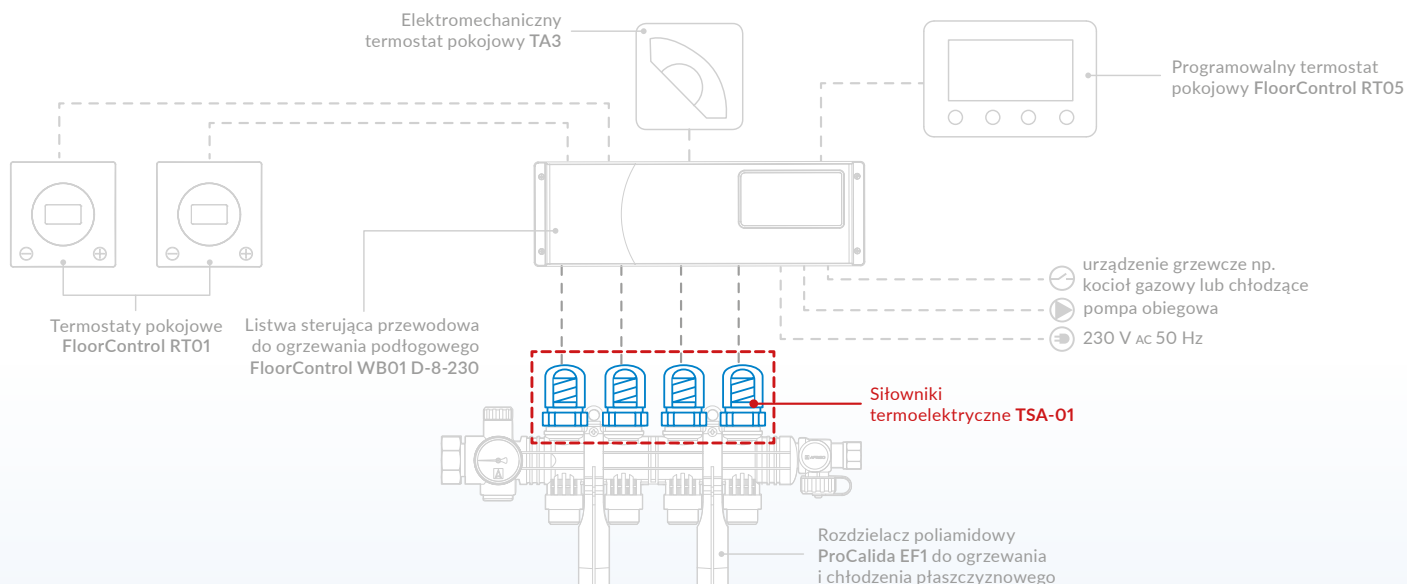 Elektromechaniczny
termostat pokojowy TA3
Programowalny termostat
pokojowy FloorControl RT05
Termostaty pokojowe
FloorControl RT01
Listwa sterująca przewodowa
do ogrzewania podłogowego
FloorControl WB01 D-8-230
urządzenie grzewcze np.
kocioł gazowy lub chłodzące
pompa obiegowa
230 V AC 50 Hz
Siłowniki
termoelektryczne TSA-01
Rozdzielacz poliamidowy
ProCalida EF1 do ogrzewania
i chłodzenia płaszczyznowego